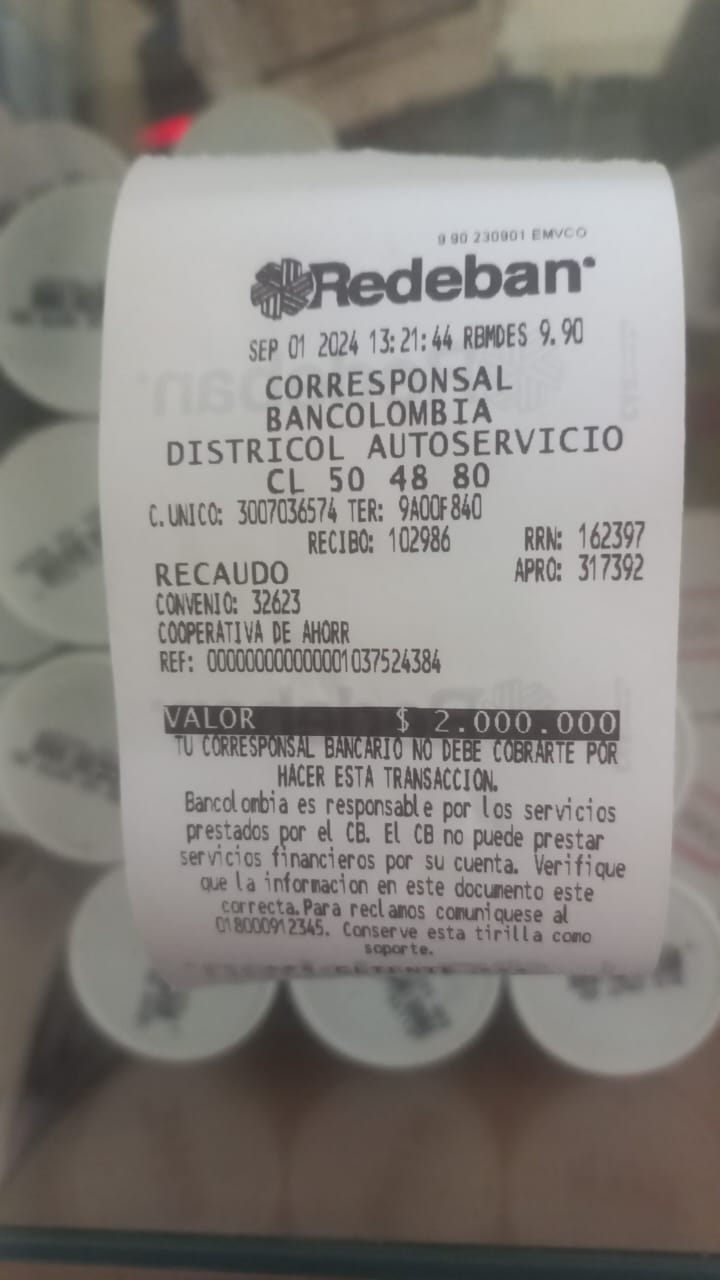 9 90 230901 EMVCO
Redeban
SEP 01 2024 13:21:44 RBMDES 9.90
CORRESPONSAL
BANCOLOMBIA
DISTRICOL AUTOSERVICIO
CL 50 48 80
C.UNICO: 3007036574 TER: 9A00F840
RECIBO: 102986 RRN: 162397
RECAUDO APRO: 317392
CONVENIO: 32623
COOPERATIVA DE AHORR
REF: 000000000000001037524384
VALOR $ 2.000.000
TU CORRESPONSAL BANCARIO NO DEBE COBRARTE POR
HACER ESTA TRANSACCION.
Bancolombia es responsable por los servicios
prestados por el CB. El CB no puede prestar
servicios financieros por su cuenta. Verifique
que la informacion en este documento este
correcta.Para reclamos comuniquese al
018000912345. Conserve esta tirilla como
soporte.